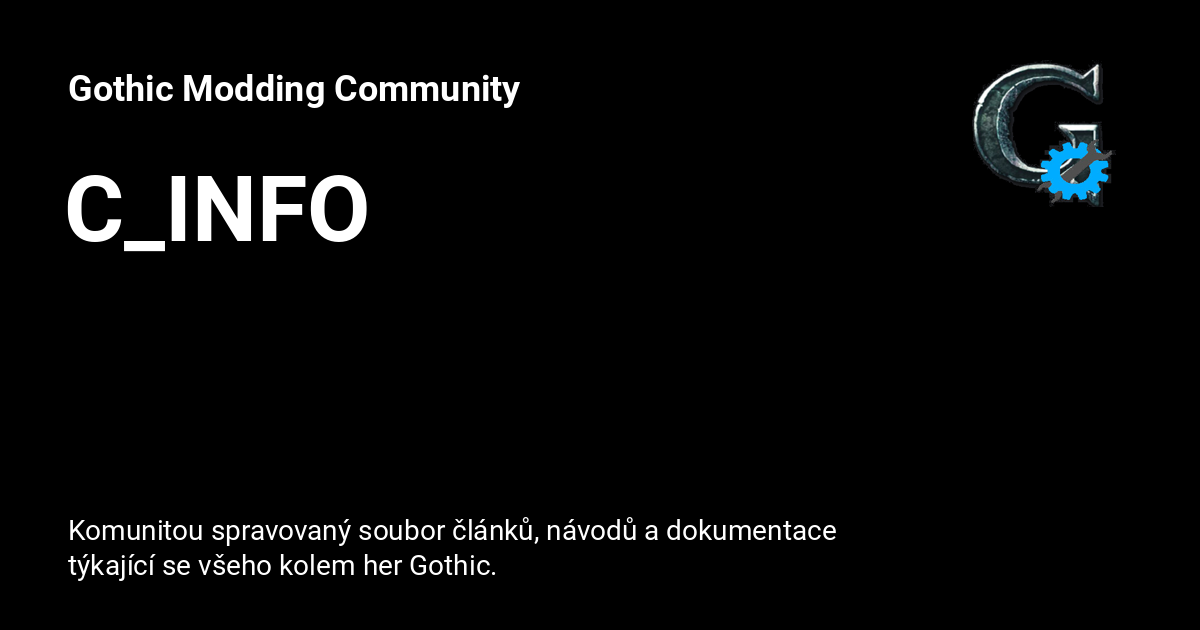 Gothic Modding Community
C_INFO
Komunitou spravovaný soubor článků, návodů a dokumentace
týkající se všeho kolem her Gothic.